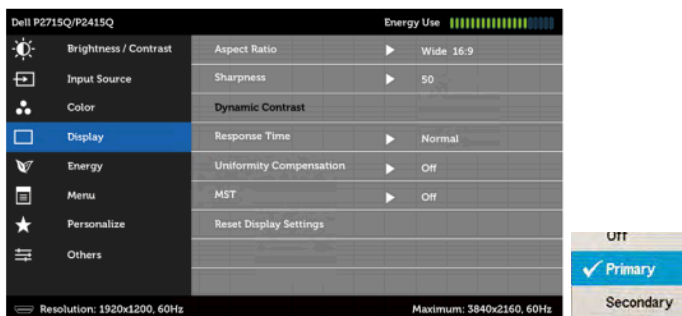 Dell P2715Q/P2415Q Energy Use
Brightness / Contrast Aspect Ratio Wide 16:9
Input Source Sharpness 50
Color Dynamic Contrast
Display Response Time Normal
Energy Uniformity Compensation Off
Menu MST Off
Personalize Reset Display Settings
Others
Resolution: 1920x1200, 60Hz Maximum: 3840x2160, 60Hz
Off
Primary
Secondary